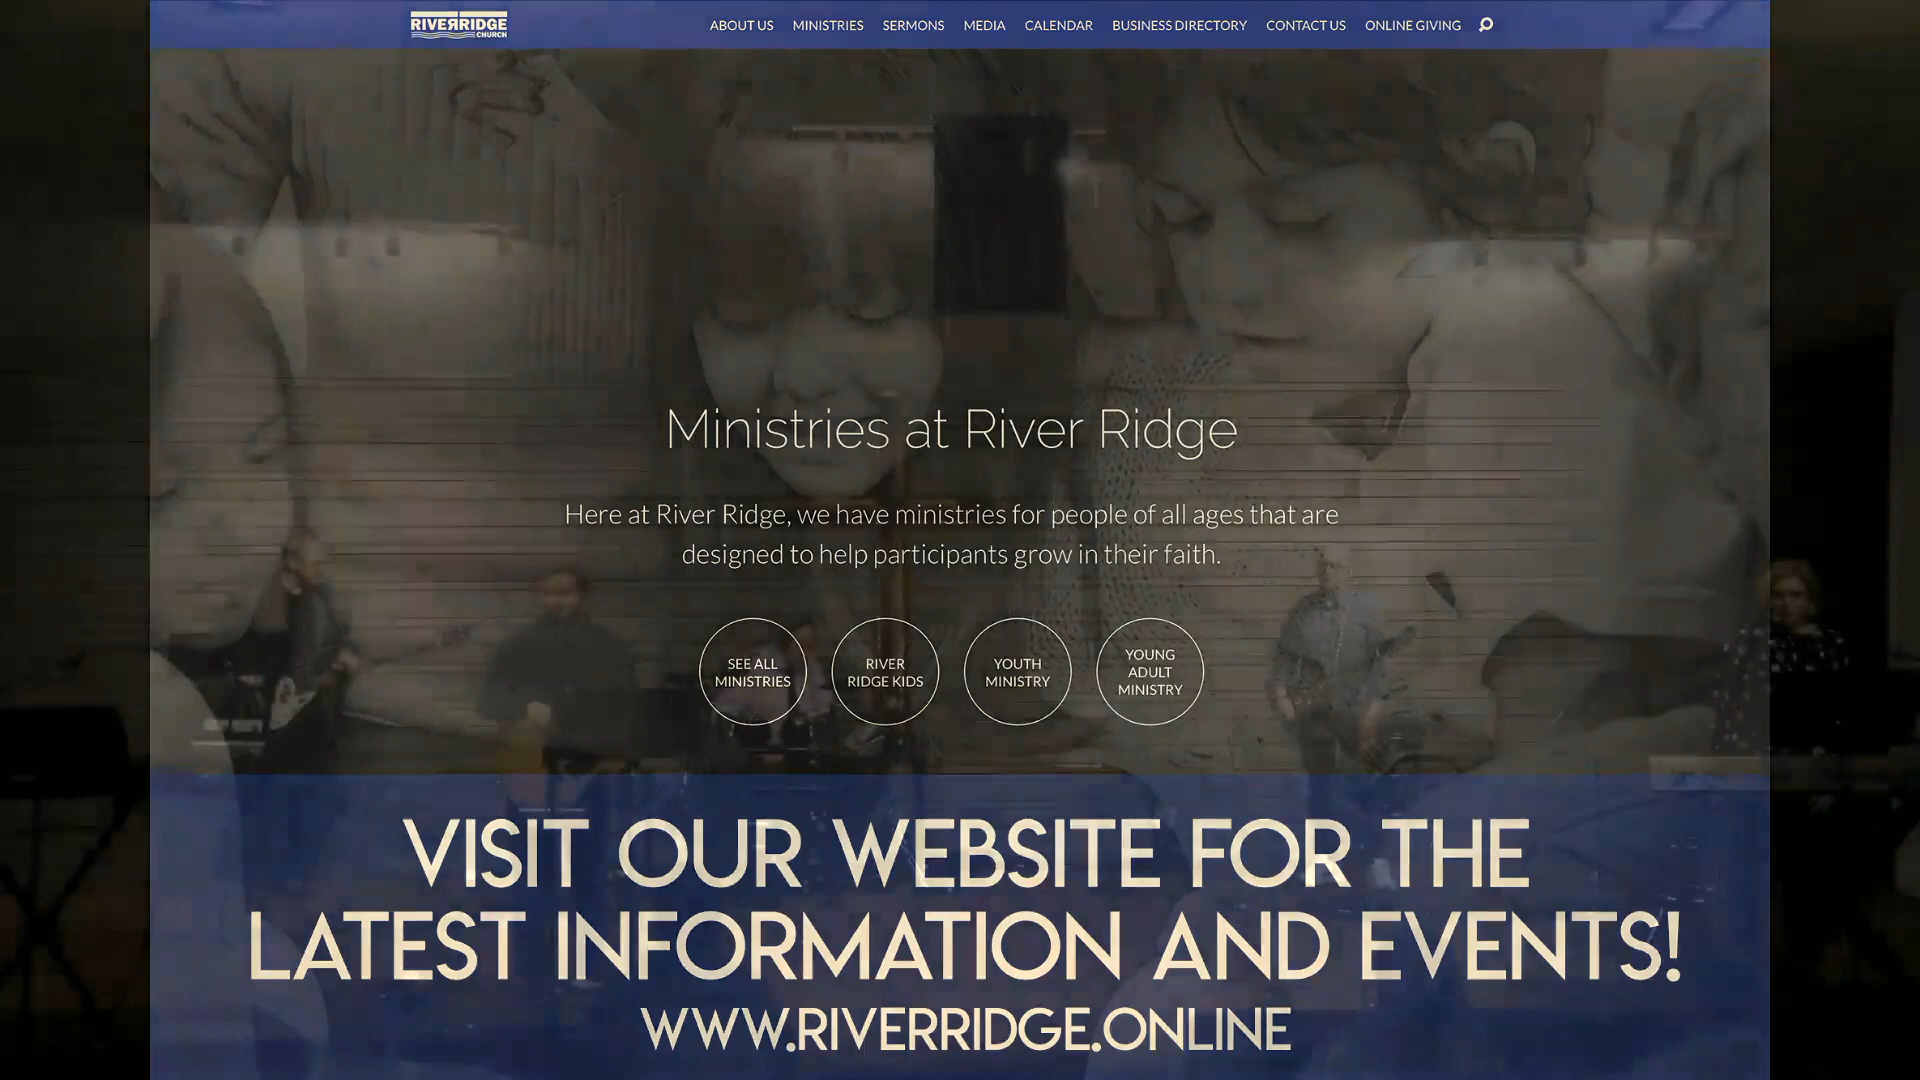 RIVERRIDGE
CHURCH
ABOUT US MINISTRIES SERMONS MEDIA CALENDAR BUSINESS DIRECTORY CONTACT US ONLINE GIVING
Ministries at River Ridge
Here at River Ridge, we have ministries for people of all ages that are
designed to help participants grow in their faith.
SEE ALL
MINISTRIES
RIVER
RIDGE KIDS
YOUTH
MINISTRY
YOUNG
ADULT
MINISTRY
VISIT OUR WEBSITE FOR THE
LATEST INFORMATION AND EVENTS!
WWW.RIVERRIDGE.ONLINE